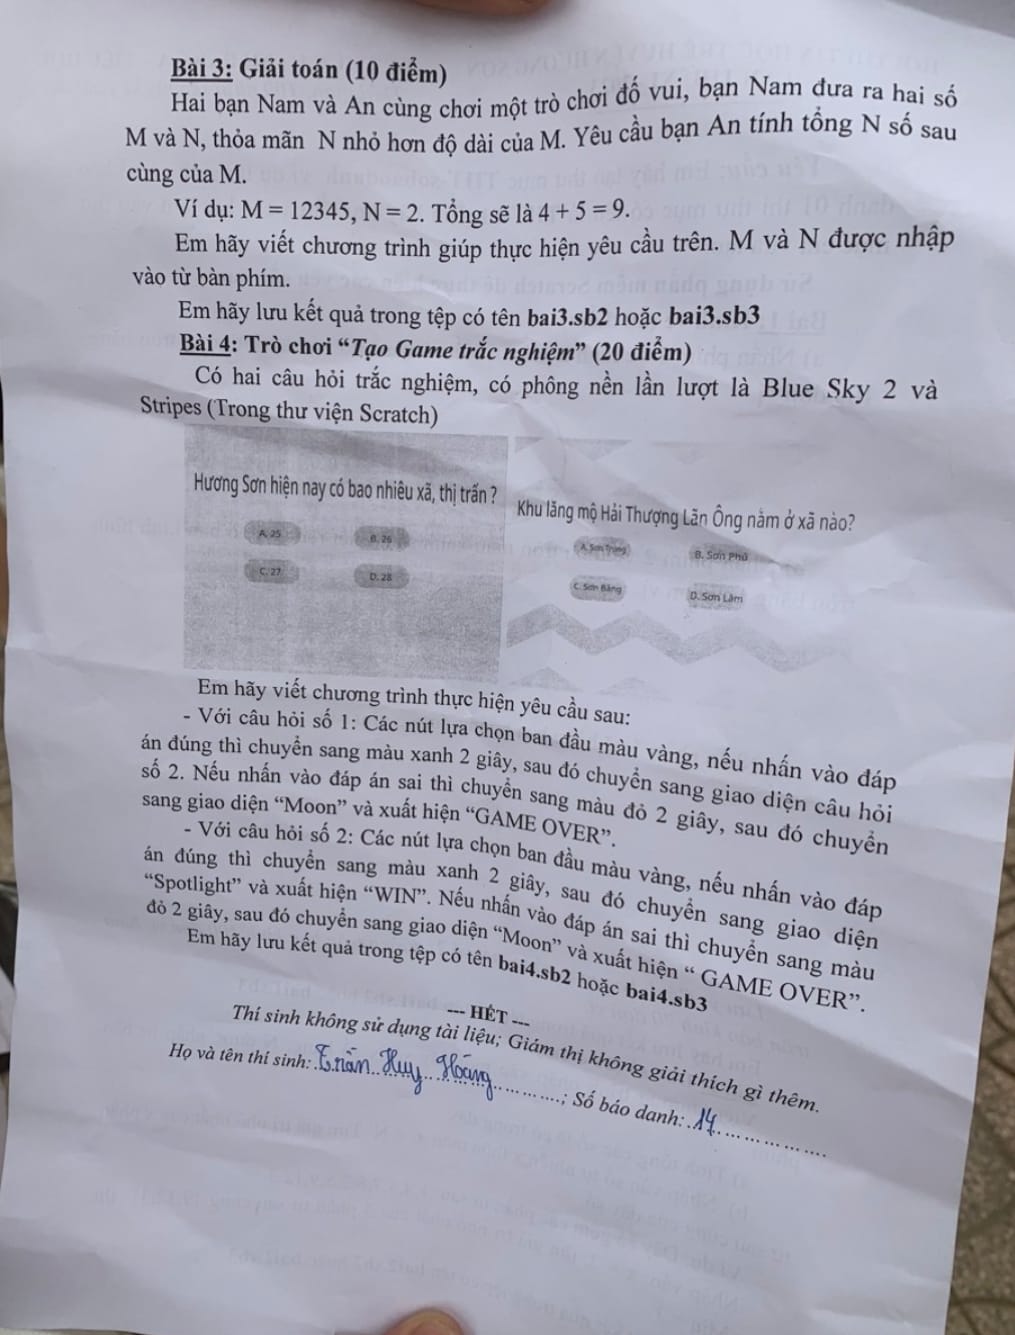 Bài 3: Giải toán (10 điểm)
Hai bạn Nam và An cùng chơi một trò chơi đố vui, bạn Nam đưa ra hai số
M và N, thỏa mãn N nhỏ hơn độ dài của M. Yêu cầu bạn An tính tổng N số sau
cùng của M.
Ví dụ: M = 12345, N = 2. Tổng sẽ là 4 + 5 = 9.
Em hãy viết chương trình giúp thực hiện yêu cầu trên. M và N được nhập
vào từ bàn phím.
Em hãy lưu kết quả trong tệp có tên bai3.sb2 hoặc bai3.sb3
Bài 4: Trò chơi “Tạo Game trắc nghiệm” (20 điểm)
Có hai câu hỏi trắc nghiệm, có phông nền lần lượt là Blue Sky 2 và
Stripes (Trong thư viện Scratch)
Hương Sơn hiện nay có bao nhiêu xã, thị trấn ?
A. 25
B. 26
C. 27
D. 28
Khu lăng mộ Hải Thượng Lãn Ông nằm ở xã nào?
A. Sơn Trung
B. Sơn Phú
C. Sơn Bằng
D. Sơn Lâm
Em hãy viết chương trình thực hiện yêu cầu sau:
- Với câu hỏi số 1: Các nút lựa chọn ban đầu màu vàng, nếu nhấn vào đáp
án đúng thì chuyển sang màu xanh 2 giây, sau đó chuyển sang giao diện câu hỏi
số 2. Nếu nhấn vào đáp án sai thì chuyển sang màu đỏ 2 giây, sau đó chuyển
sang giao diện “Moon” và xuất hiện “GAME OVER”.
- Với câu hỏi số 2: Các nút lựa chọn ban đầu màu vàng, nếu nhấn vào đáp
án đúng thì chuyển sang màu xanh 2 giây, sau đó chuyển sang giao diện
“Spotlight” và xuất hiện “WIN”. Nếu nhấn vào đáp án sai thì chuyển sang màu
đỏ 2 giây, sau đó chuyển sang giao diện “Moon” và xuất hiện “ GAME OVER”.
Em hãy lưu kết quả trong tệp có tên bai4.sb2 hoặc bai4.sb3
--- HẾT ---
Thí sinh không sử dụng tài liệu; Giám thị không giải thích gì thêm.
Họ và tên thí sinh: Trần Huy Hoàng ; Số báo danh: 14